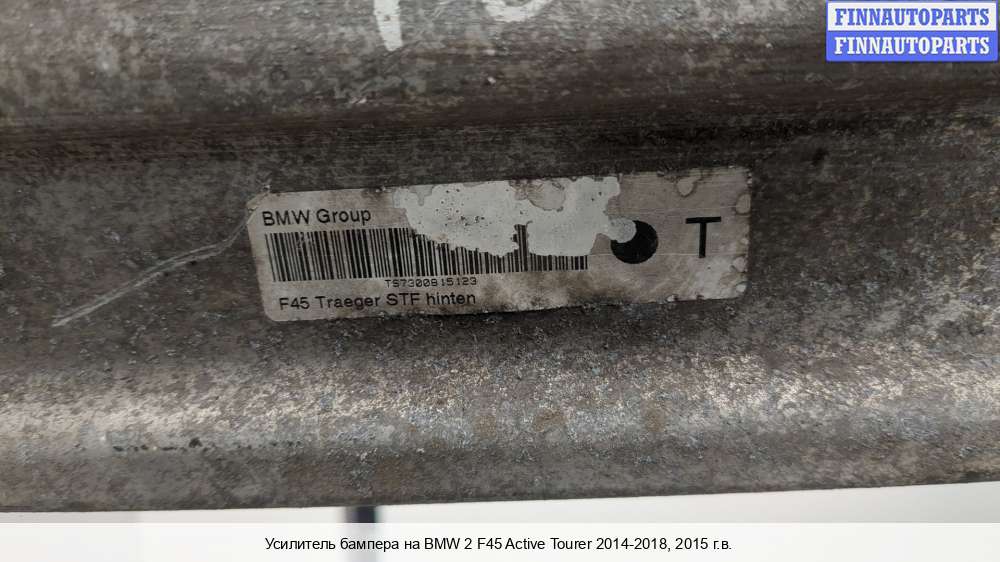 FINNAUTOPARTS
FINNAUTOPARTS
BMW Group
T
TS7300815123
F45 Traeger STF hinten
Усилитель бампера на BMW 2 F45 Active Tourer 2014-2018, 2015 г.в.